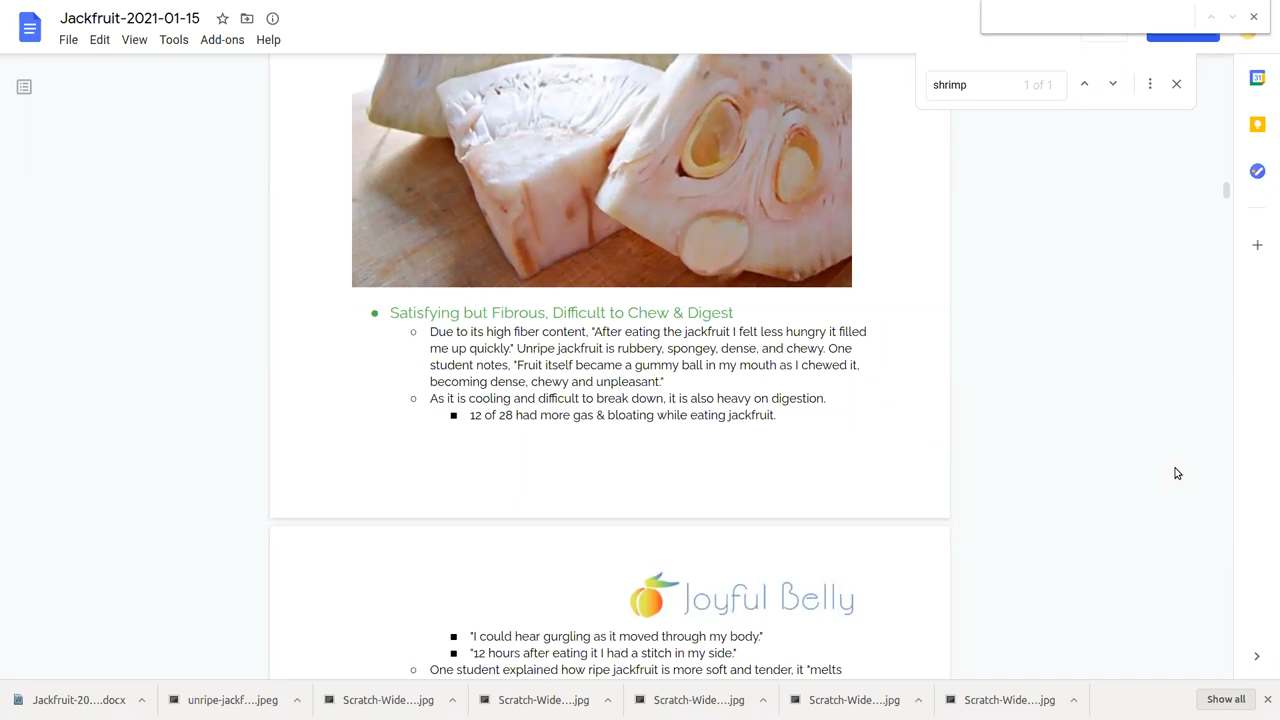 Jackfruit-2021-01-15
File Edit View Tools Add-ons Help
shrimp 1 of 1
31
Satisfying but Fibrous, Difficult to Chew & Digest
Due to its high fiber content, "After eating the jackfruit I felt less hungry it filled
me up quickly." Unripe jackfruit is rubbery, spongey, dense, and chewy. One
student notes, "Fruit itself became a gummy ball in my mouth as I chewed it,
becoming dense, chewy and unpleasant."
As it is cooling and difficult to break down, it is also heavy on digestion.
12 of 28 had more gas & bloating while eating jackfruit.
Joyful Belly
"I could hear gurgling as it moved through my body."
"12 hours after eating it I had a stitch in my side."
One student explained how ripe jackfruit is more soft and tender, it "melts
Jackfruit-20....docx unripe-jackf....jpeg Scratch-Wide....jpg Scratch-Wide....jpg Scratch-Wide....jpg Scratch-Wide....jpg Scratch-Wide....jpg Show all